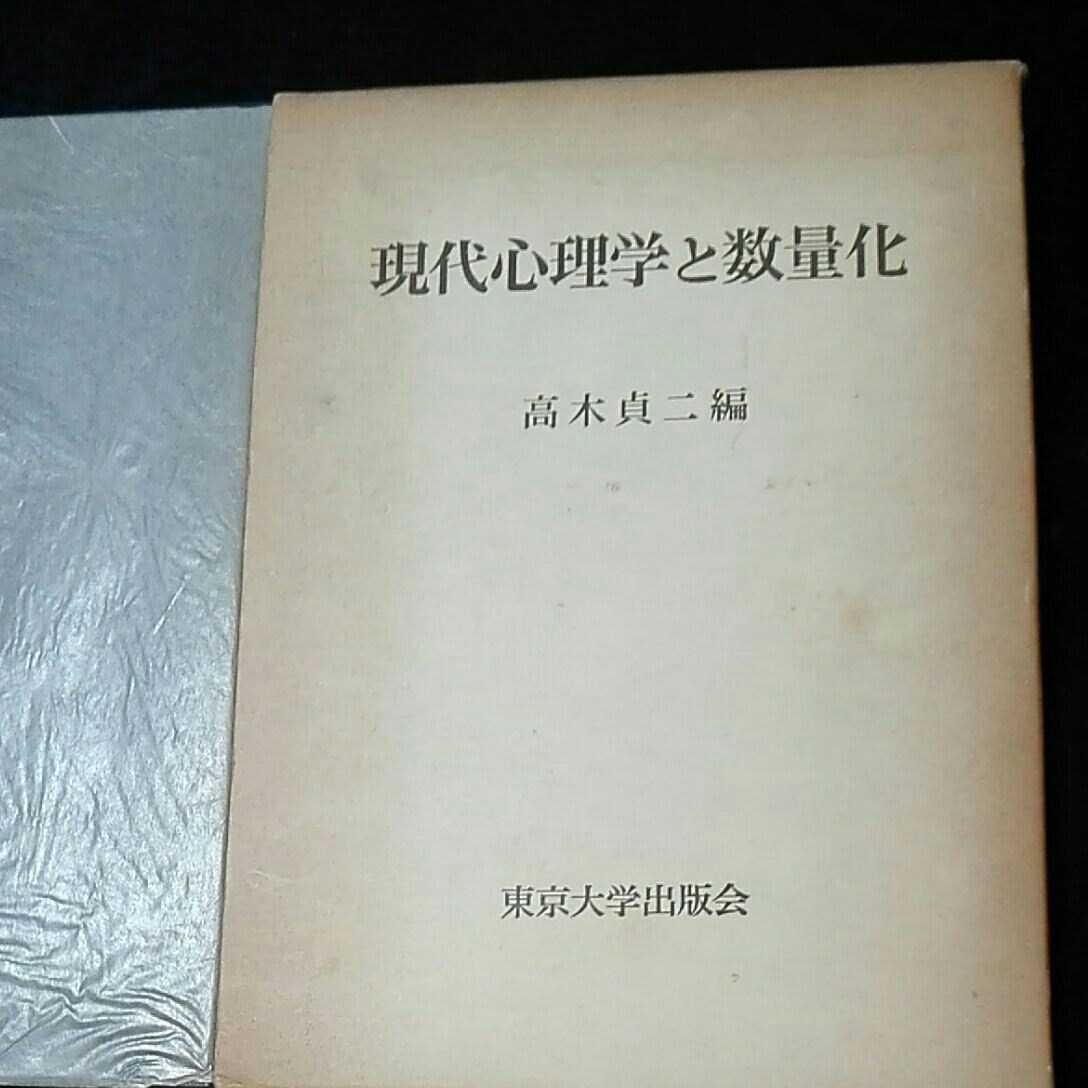 現代心理学と数量化
高木貞二編
東京大学出版会